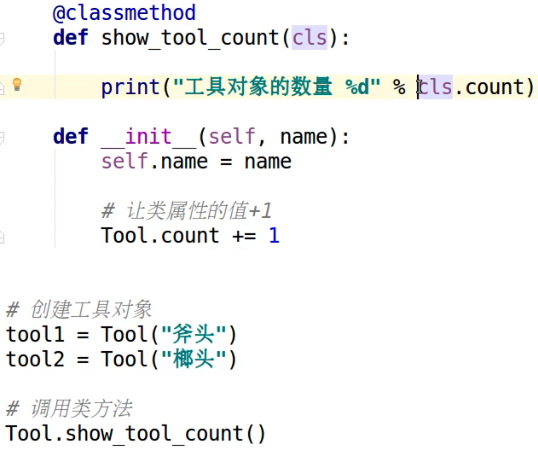 @classmethod
def show_tool_count(cls):
print("工具对象的数量 %d" % cls.count)
def __init__(self, name):
self.name = name
# 让类属性的值+1
Tool.count += 1
# 创建工具对象
tool1 = Tool("斧头")
tool2 = Tool("榔头")
# 调用类方法
Tool.show_tool_count()